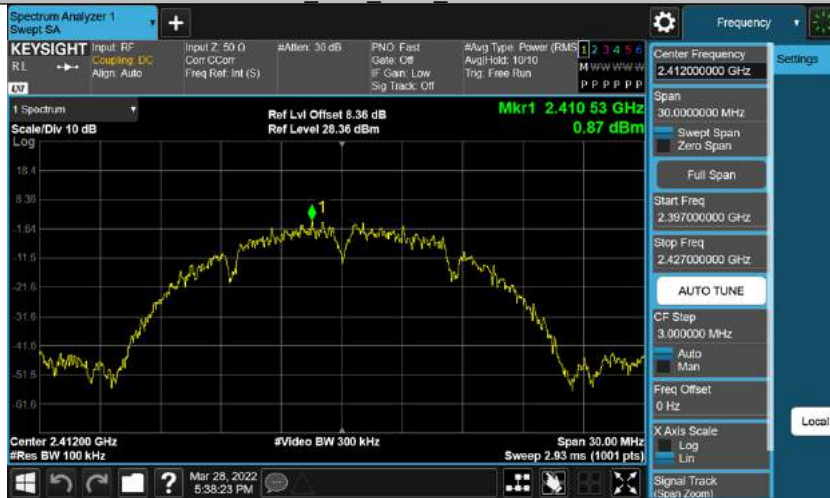 Spectrum Analyzer 1
Swept SA
+
Frequency
KEYSIGHT
RL
LXI
Input: RF
Coupling: DC
Align: Auto
Input Z: 50 Ω
Corr CCorr
Freq Ref: Int (S)
#Atten: 30 dB
PNO: Fast
Gate: Off
IF Gain: Low
Sig Track: Off
#Avg Type: Power (RMS
Avg|Hold: 10/10
Trig: Free Run
1 2 3 4 5 6
M W W W W W
P P P P P P
1 Spectrum
Scale/Div 10 dB
Log
Ref Lvl Offset 8.36 dB
Ref Level 28.36 dBm
Mkr1 2.410 53 GHz
0.87 dBm
18.4
8.36
-1.64
-11.6
-21.6
-31.6
-41.6
-51.6
-61.6
1
Center 2.41200 GHz
#Res BW 100 kHz
#Video BW 300 kHz
Span 30.00 MHz
Sweep 2.93 ms (1001 pts)
Center Frequency
2.412000000 GHz
Settings
Span
30.0000000 MHz
Swept Span
Zero Span
Full Span
Start Freq
2.397000000 GHz
Stop Freq
2.427000000 GHz
AUTO TUNE
CF Step
3.000000 MHz
Auto
Man
Freq Offset
0 Hz
X Axis Scale
Log
Lin
Local
Signal Track
(Span Zoom)
?
Mar 28, 2022
5:38:23 PM